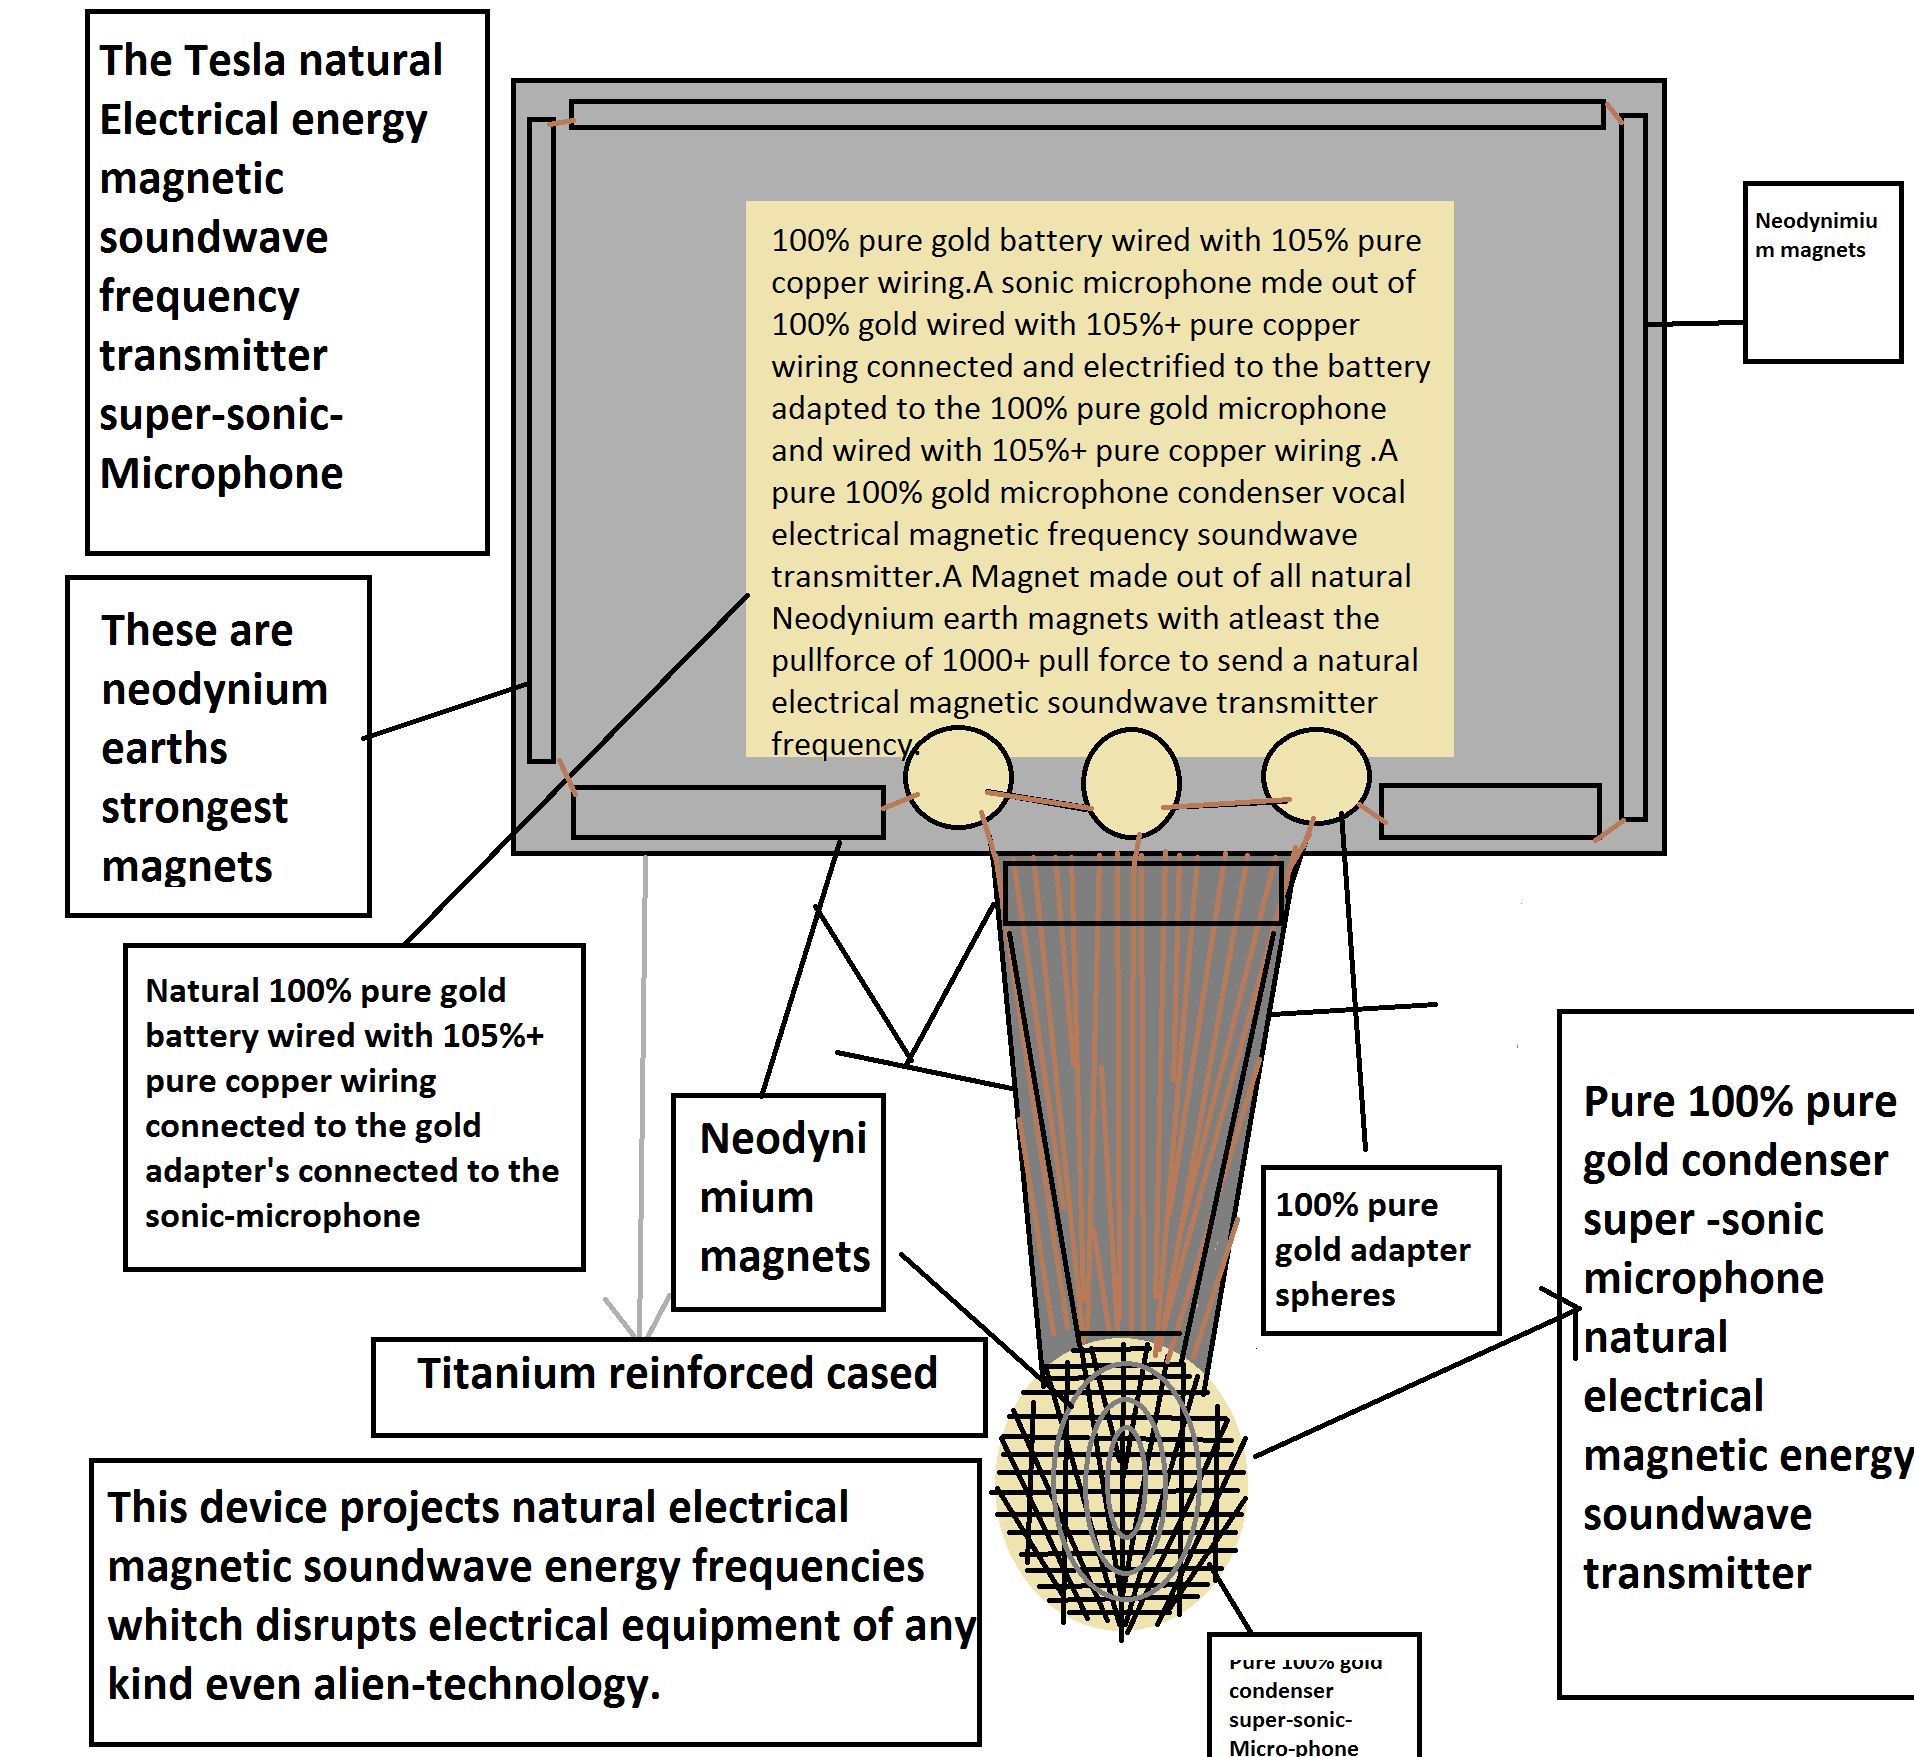 The Tesla natural
Electrical energy
magnetic
soundwave
frequency
transmitter
super-sonic-
Microphone
100% pure gold battery wired with 105% pure
copper wiring.A sonic microphone mde out of
100% gold wired with 105%+ pure copper
wiring connected and electrified to the battery
adapted to the 100% pure gold microphone
and wired with 105%+ pure copper wiring .A
pure 100% gold microphone condenser vocal
electrical magnetic frequency soundwave
transmitter.A Magnet made out of all natural
Neodynium earth magnets with atleast the
pullforce of 1000+ pull force to send a natural
electrical magnetic soundwave transmitter
frequency.
Neodynimiu
m magnets
These are
neodynium
earths
strongest
magnets
Natural 100% pure gold
battery wired with 105%+
pure copper wiring
connected to the gold
adapter's connected to the
sonic-microphone
Neodyni
mium
magnets
100% pure
gold adapter
spheres
Pure 100% pure
gold condenser
super -sonic
microphone
natural
electrical
magnetic energy
soundwave
transmitter
Titanium reinforced cased
This device projects natural electrical
magnetic soundwave energy frequencies
whitch disrupts electrical equipment of any
kind even alien-technology.
Pure 100% gold
condenser
super-sonic-
Micro-phone